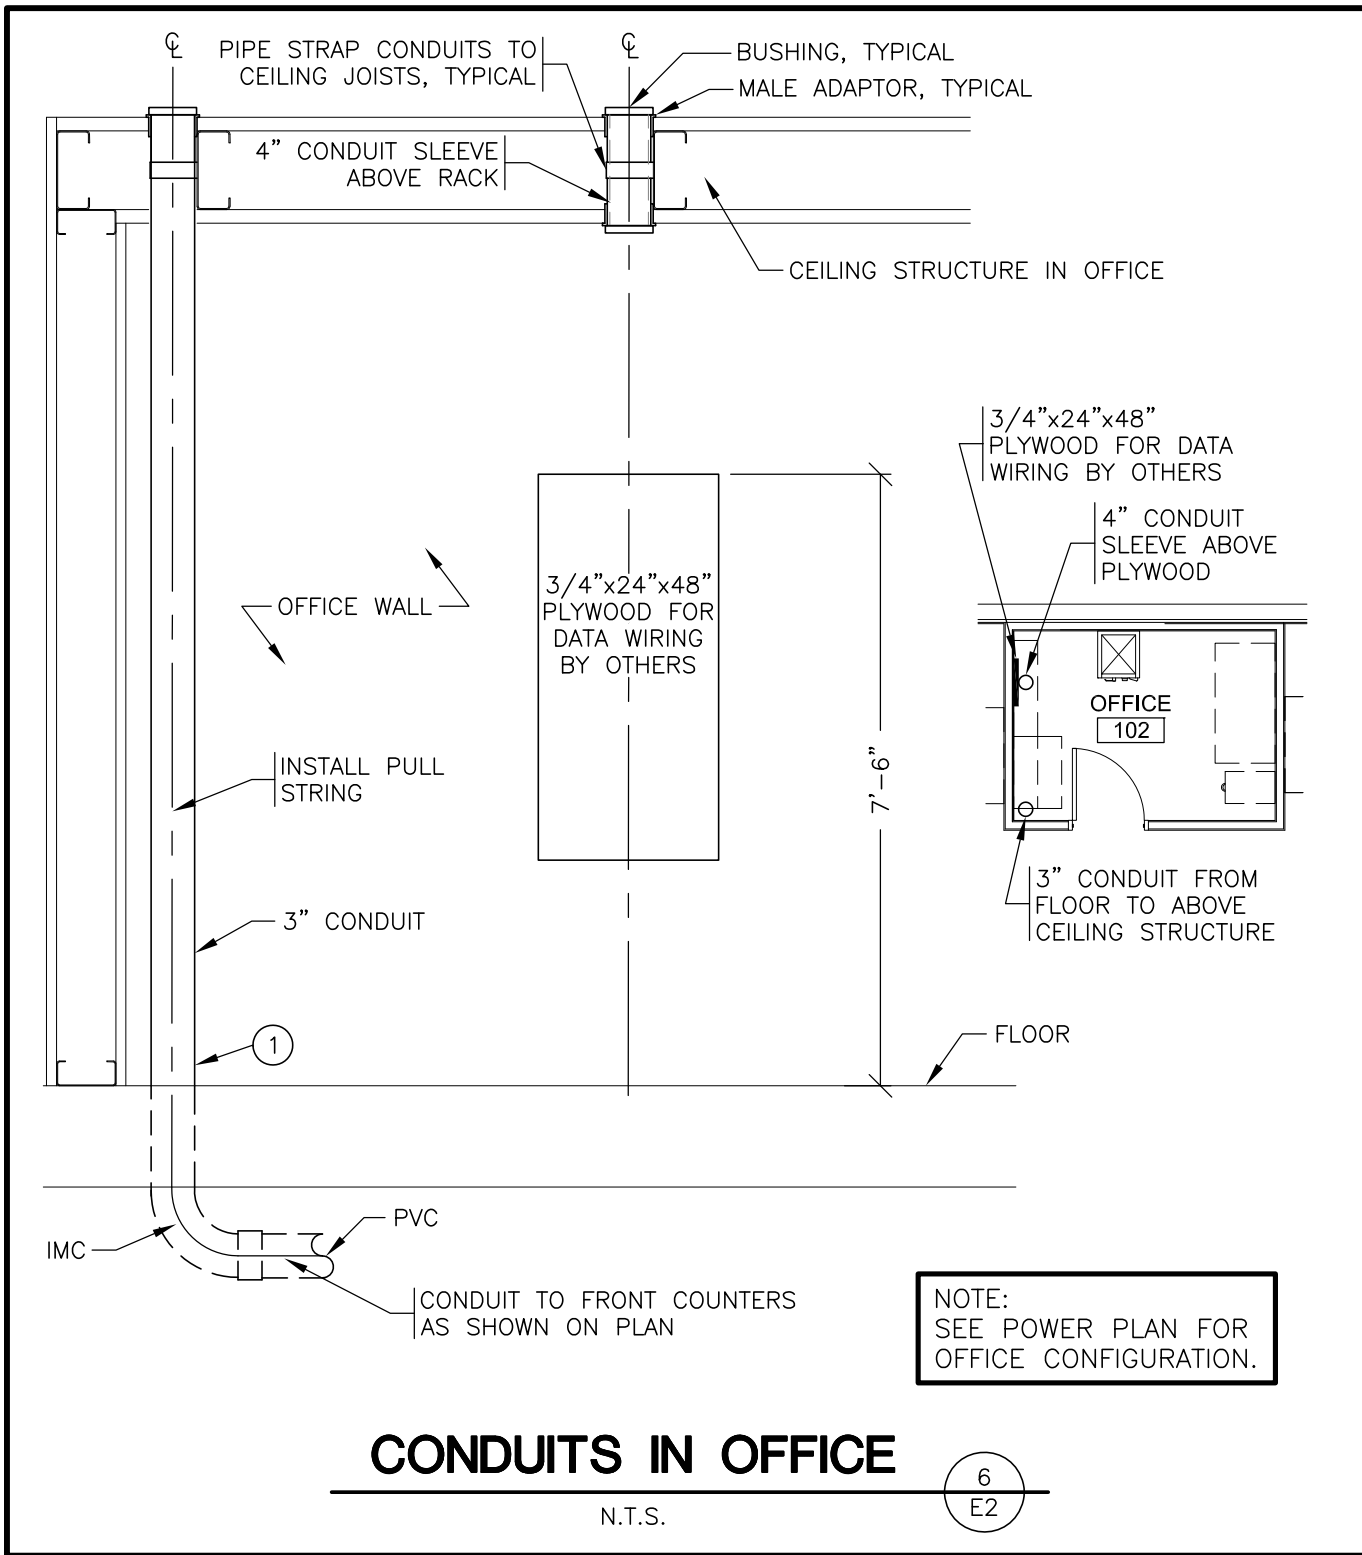 ℄
PIPE STRAP CONDUITS TO
CEILING JOISTS, TYPICAL
℄
BUSHING, TYPICAL
MALE ADAPTOR, TYPICAL
4” CONDUIT SLEEVE
ABOVE RACK
CEILING STRUCTURE IN OFFICE
3/4”x24”x48”
PLYWOOD FOR DATA
WIRING BY OTHERS
4” CONDUIT
SLEEVE ABOVE
PLYWOOD
OFFICE WALL
3/4”x24”x48”
PLYWOOD FOR
DATA WIRING
BY OTHERS
OFFICE
102
7’-6”
INSTALL PULL
STRING
3” CONDUIT
3” CONDUIT FROM
FLOOR TO ABOVE
CEILING STRUCTURE
1
FLOOR
IMC
PVC
CONDUIT TO FRONT COUNTERS
AS SHOWN ON PLAN
NOTE:
SEE POWER PLAN FOR
OFFICE CONFIGURATION.
CONDUITS IN OFFICE
N.T.S.
6
E2